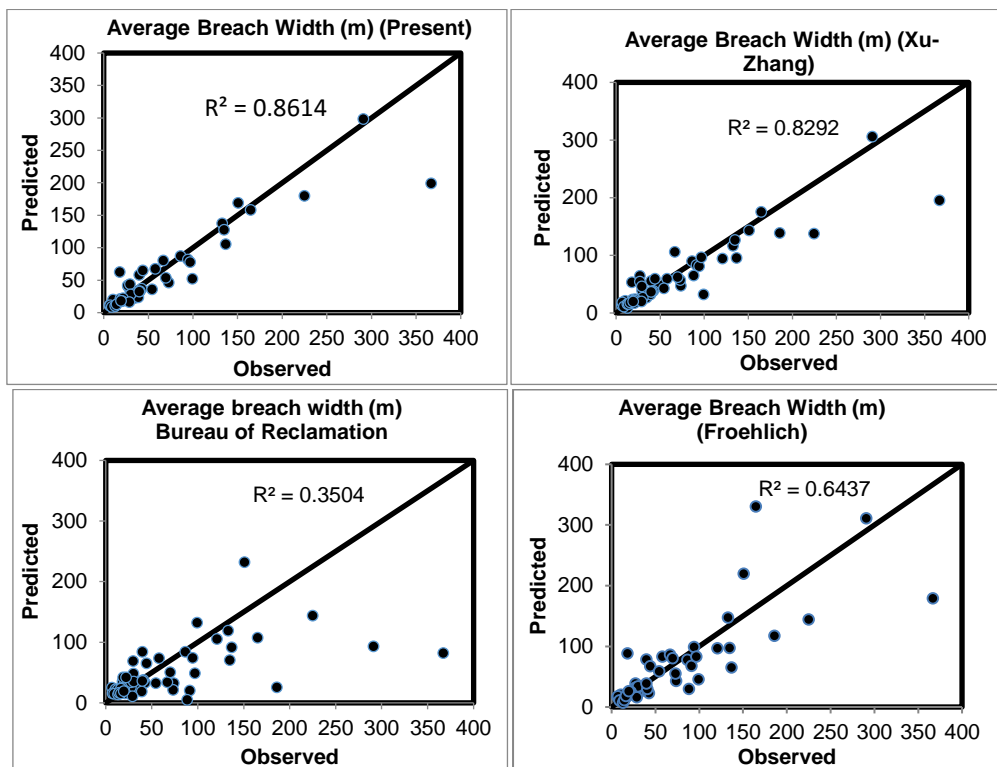 Average Breach Width (m) (Present)
400
350
300
250
200
150
100
50
0
Predicted
R² = 0.8614
0 50 100 150 200 250 300 350 400
Observed
Average Breach Width (m) (Xu-
Zhang)
400
300
200
100
0
Predicted
R² = 0.8292
0 50 100 150 200 250 300 350 400
Observed
Average breach width (m)
Bureau of Reclamation
400
300
200
100
0
Predicted
R² = 0.3504
0 50 100 150 200 250 300 350 400
Observed
Average Breach Width (m)
(Froehlich)
400
300
200
100
0
Predicted
R² = 0.6437
0 50 100 150 200 250 300 350 400
Observed